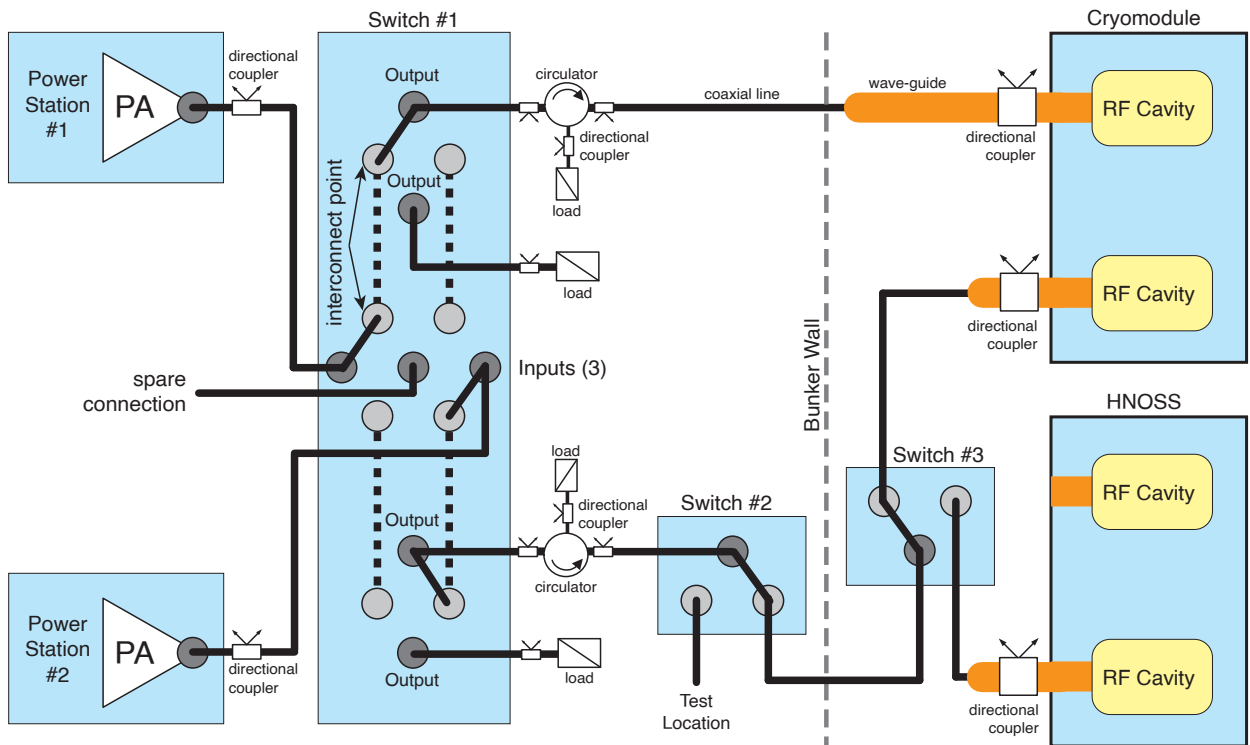 Switch #1
Cryomodule
Power
Station
#1
PA
directional
coupler
Output
circulator
directional
coupler
load
coaxial line
wave-guide
directional
coupler
RF Cavity
interconnect point
Output
load
directional
coupler
RF Cavity
Bunker Wall
Inputs (3)
spare
connection
HNOSS
load
directional
coupler
circulator
Output
Switch #2
Switch #3
RF Cavity
Power
Station
#2
PA
directional
coupler
Output
load
Test
Location
directional
coupler
RF Cavity